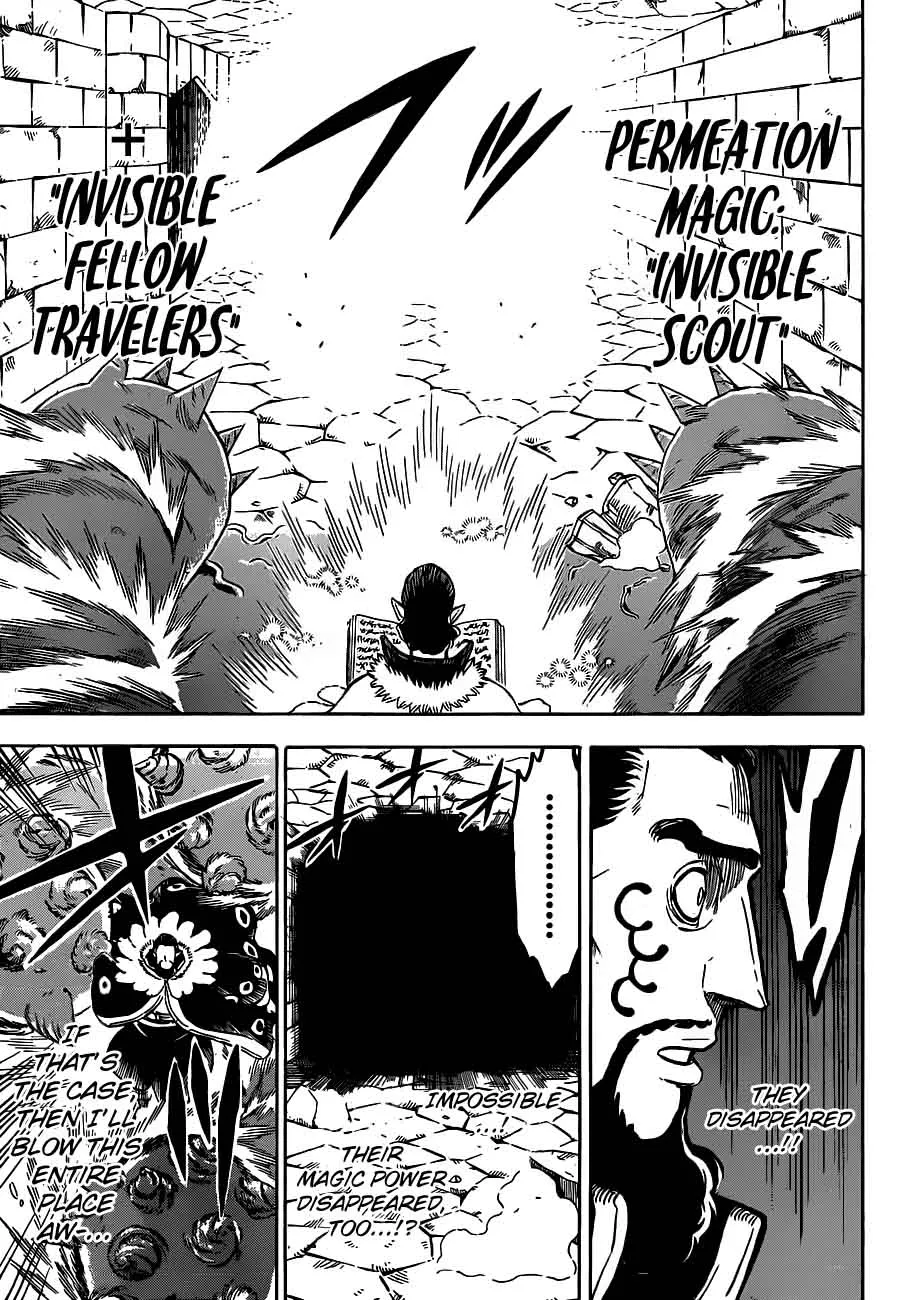 PERMEATION
MAGIC:
"INVISIBLE
SCOUT"
+
"INVISIBLE
FELLOW
TRAVELERS"
THEY
DISAPPEARED
...!!
..........
IMPOSSIBLE
...!
THEIR
MAGIC POWER
DISAPPEARED,
TOO...!?
IF
THAT'S
THE CASE,
THEN I'LL
BLOW THIS
ENTIRE
PLACE
AW-...